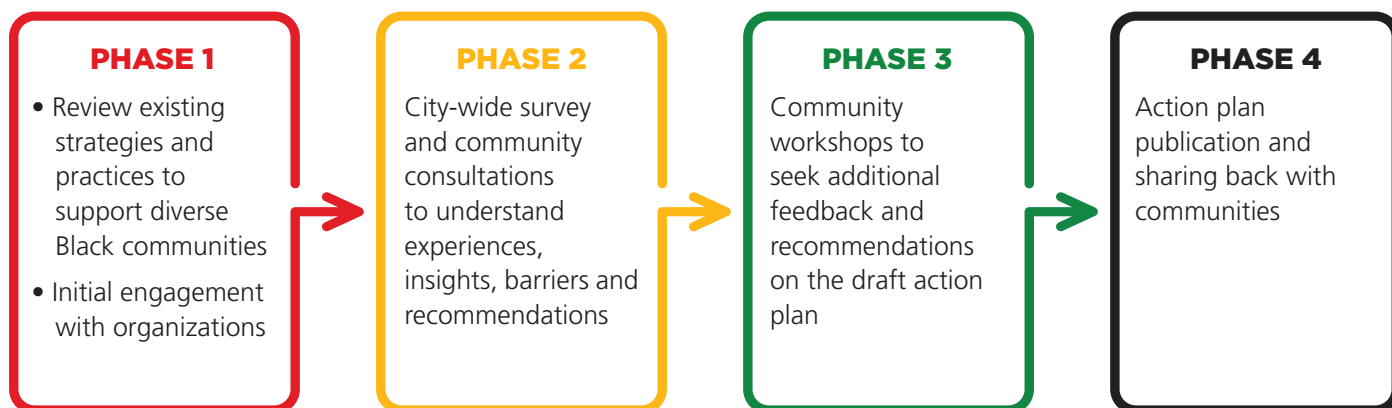 PHASE 1
• Review existing
strategies and
practices to
support diverse
Black communities
• Initial engagement
with organizations
PHASE 2
City-wide survey
and community
consultations
to understand
experiences,
insights, barriers and
recommendations
PHASE 3
Community
workshops to
seek additional
feedback and
recommendations
on the draft action
plan
PHASE 4
Action plan
publication and
sharing back with
communities